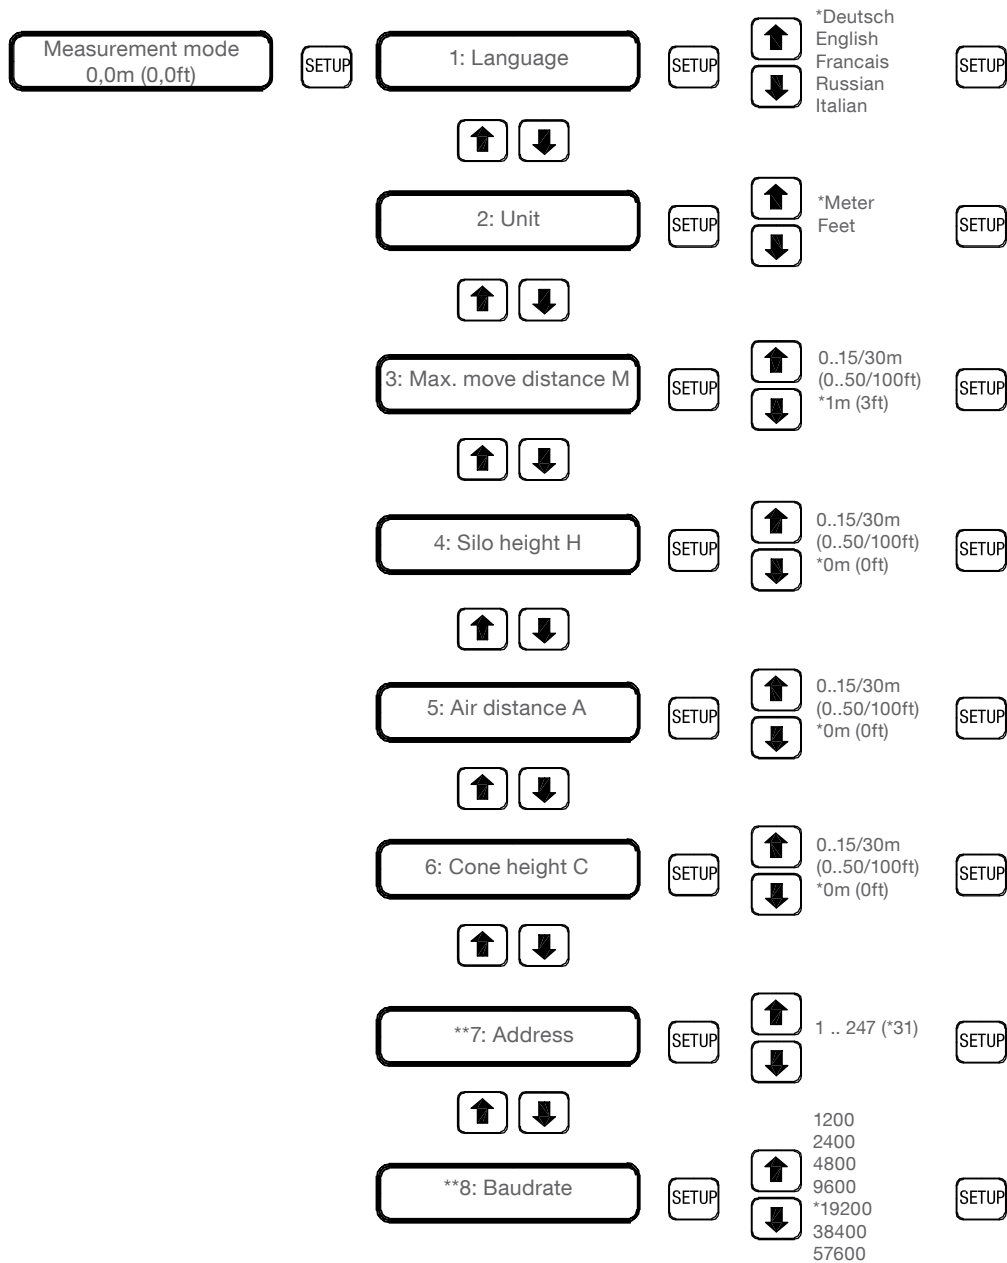 Measurement mode
0,0m (0,0ft)
SETUP
1: Language
SETUP
*Deutsch
English
Francais
Russian
Italian
SETUP
2: Unit
SETUP
*Meter
Feet
SETUP
3: Max. move distance M
SETUP
0..15/30m
(0..50/100ft)
*1m (3ft)
SETUP
4: Silo height H
SETUP
0..15/30m
(0..50/100ft)
*0m (0ft)
SETUP
5: Air distance A
SETUP
0..15/30m
(0..50/100ft)
*0m (0ft)
SETUP
6: Cone height C
SETUP
0..15/30m
(0..50/100ft)
*0m (0ft)
SETUP
**7: Address
SETUP
1 .. 247 (*31)
SETUP
**8: Baudrate
SETUP
1200
2400
4800
9600
*19200
38400
57600
SETUP